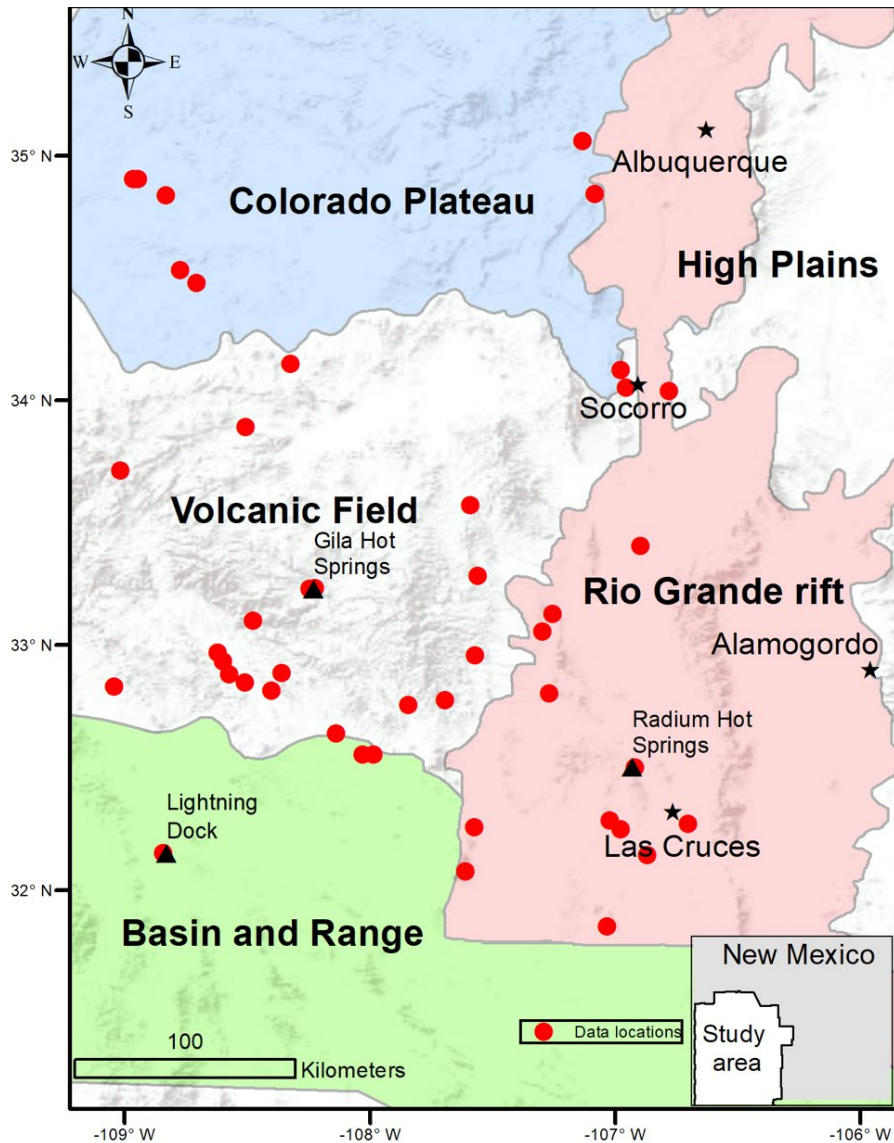 N
W E
S
35° N
Albuquerque
Colorado Plateau
High Plains
34° N
Socorro
Volcanic Field
Gila Hot
Springs
Rio Grande rift
33° N
Alamogordo
Radium Hot
Springs
Lightning
Dock
Las Cruces
32° N
Basin and Range
New Mexico
100
Kilometers
Data locations
Study
area
-109° W
-108° W
-107° W
-106° W